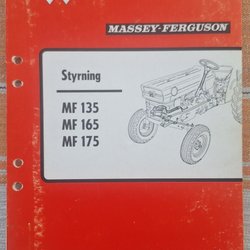 MASSEY-FERGUSON
Styrning
MF 135
MF 165
MF 175